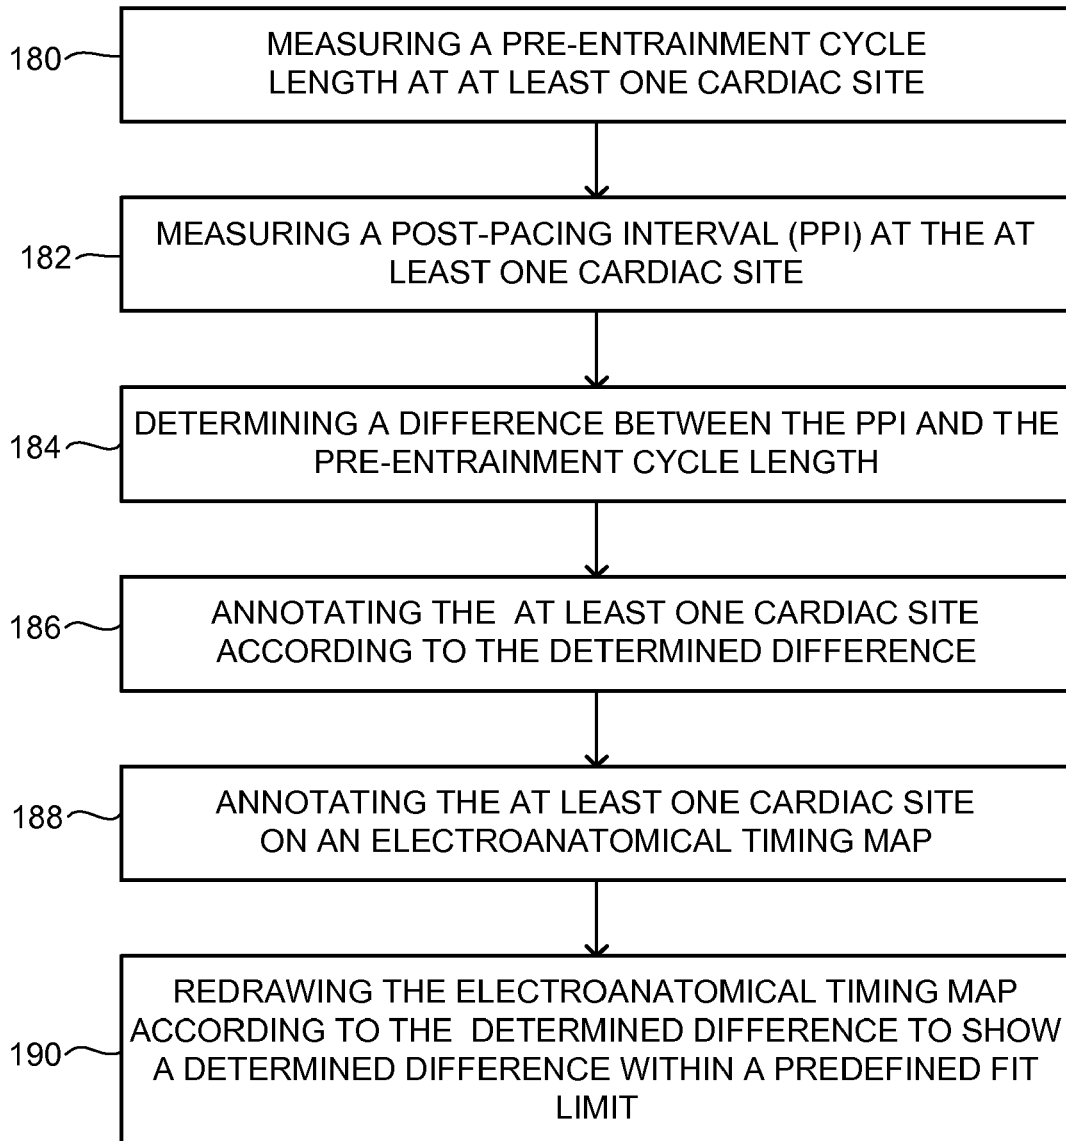 180
MEASURING A PRE-ENTRAINMENT CYCLE
LENGTH AT AT LEAST ONE CARDIAC SITE
182
MEASURING A POST-PACING INTERVAL (PPI) AT THE AT
LEAST ONE CARDIAC SITE
184
DETERMINING A DIFFERENCE BETWEEN THE PPI AND THE
PRE-ENTRAINMENT CYCLE LENGTH
186
ANNOTATING THE AT LEAST ONE CARDIAC SITE
ACCORDING TO THE DETERMINED DIFFERENCE
188
ANNOTATING THE AT LEAST ONE CARDIAC SITE
ON AN ELECTROANATOMICAL TIMING MAP
190
REDRAWING THE ELECTROANATOMICAL TIMING MAP
ACCORDING TO THE DETERMINED DIFFERENCE TO SHOW
A DETERMINED DIFFERENCE WITHIN A PREDEFINED FIT
LIMIT